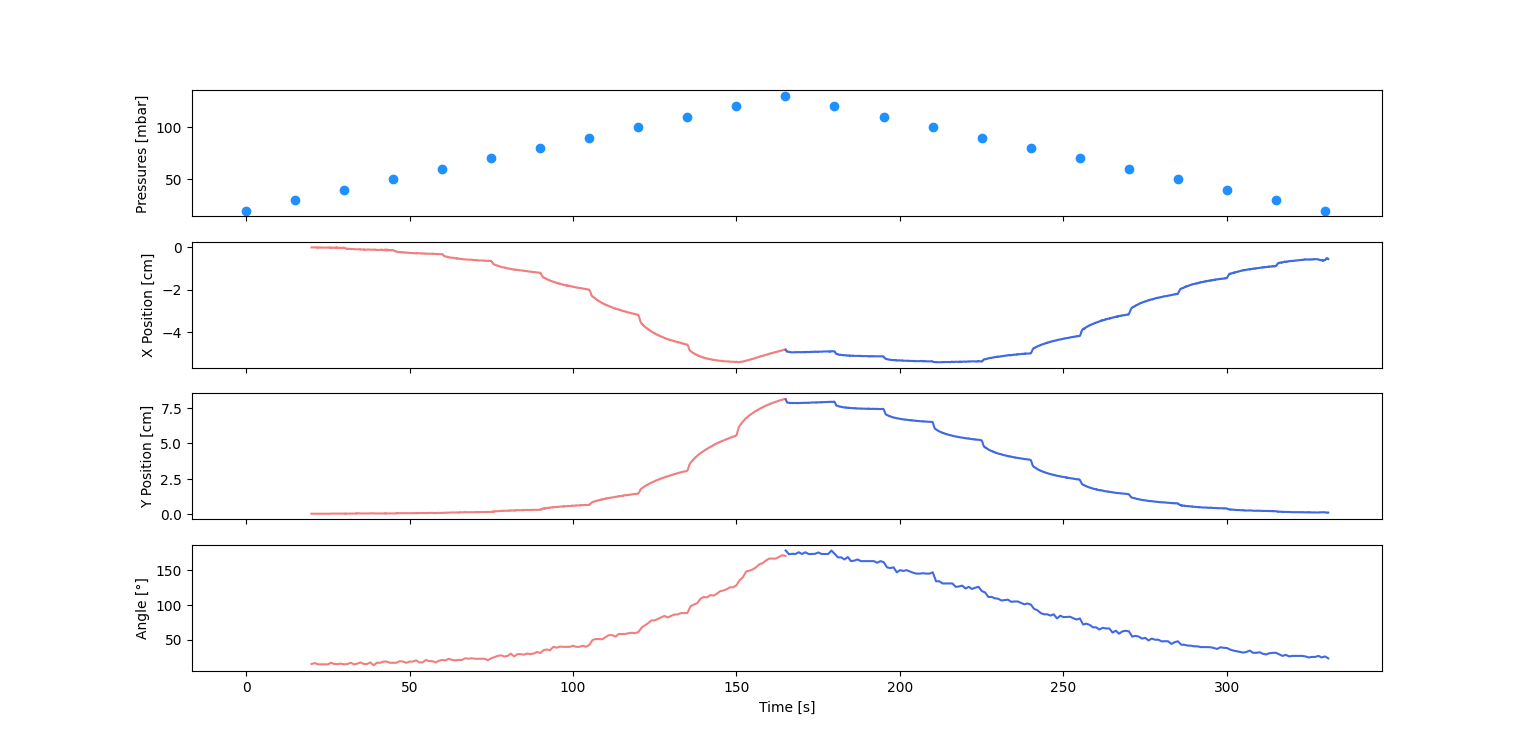 Pressures [mbar]
100
50
X Position [cm]
0
−2
−4
Y Position [cm]
7.5
5.0
2.5
0.0
Angle [°]
150
100
50
0 50 100 150 200 250 300
Time [s]